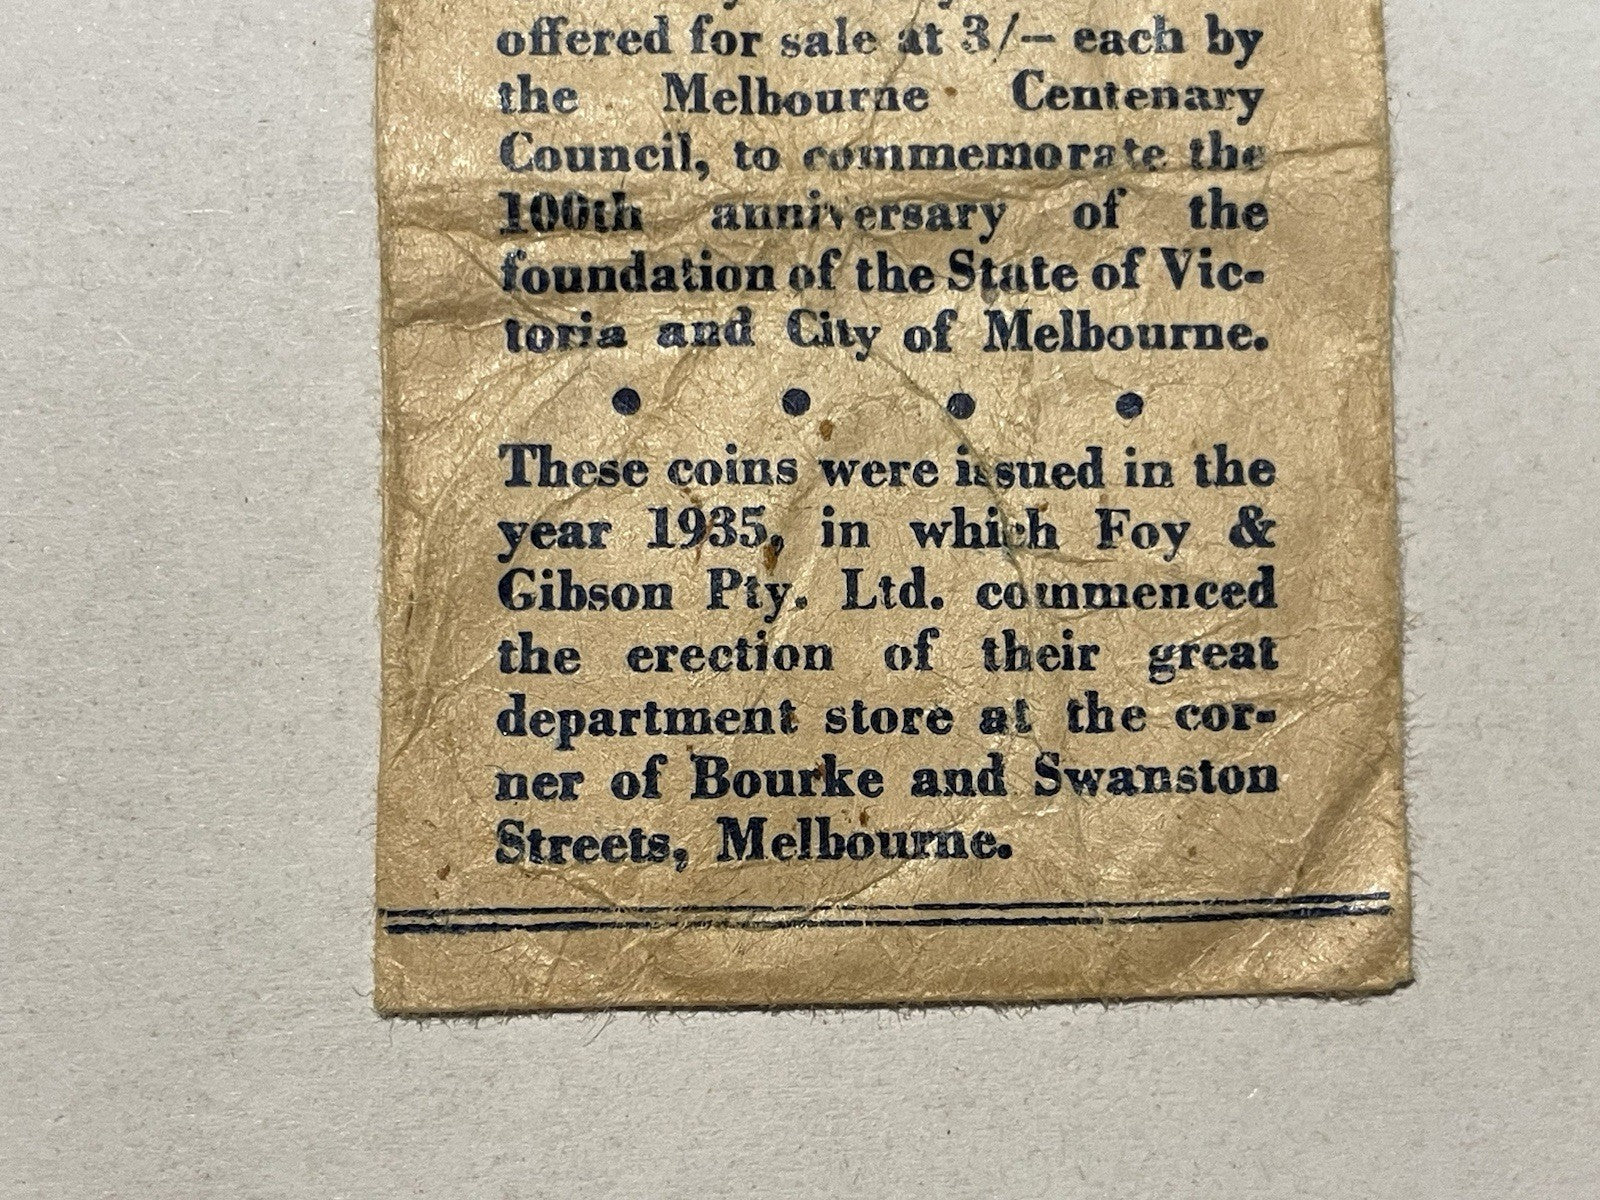 offered for sale at 3/– each by
the Melbourne Centenary
Council, to commemorate the
100th anniversary of the
foundation of the State of Vic-
toria and City of Melbourne.
These coins were issued in the
year 1935, in which Foy &
Gibson Pty. Ltd. commenced
the erection of their great
department store at the cor-
ner of Bourke and Swanston
Streets, Melbourne.